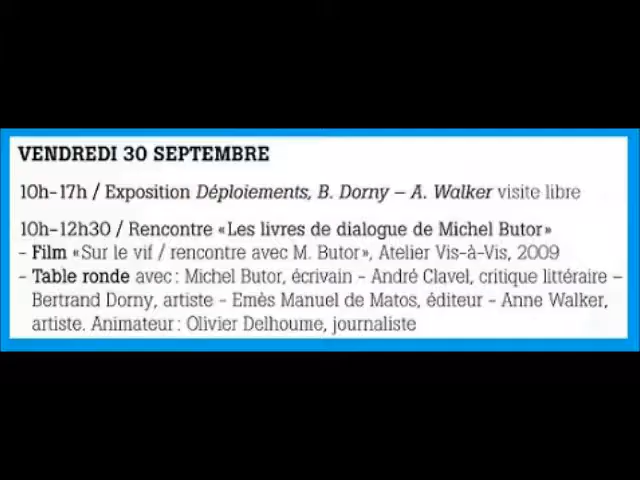 VENDREDI 30 SEPTEMBRE
10h-17h / Exposition Déploiements, B. Dorny – A. Walker visite libre
10h-12h30 / Rencontre «Les livres de dialogue de Michel Butor»
- Film «Sur le vif / rencontre avec M. Butor», Atelier Vis-à-Vis, 2009
- Table ronde avec : Michel Butor, écrivain - André Clavel, critique littéraire –
Bertrand Dorny, artiste - Emès Manuel de Matos, éditeur - Anne Walker,
artiste. Animateur : Olivier Delhoume, journaliste